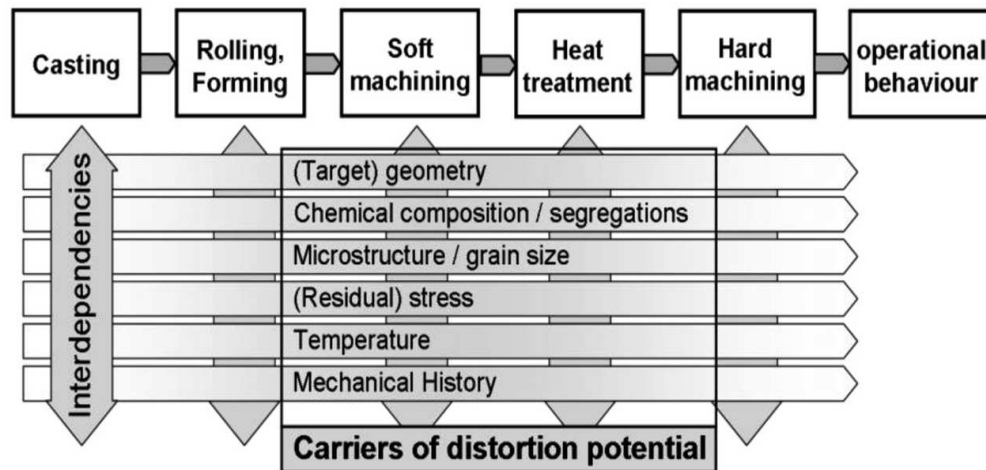 Casting
Rolling,
Forming
Soft
machining
Heat
treatment
Hard
machining
operational
behaviour
Interdependencies
(Target) geometry
Chemical composition / segregations
Microstructure / grain size
(Residual) stress
Temperature
Mechanical History
Carriers of distortion potential